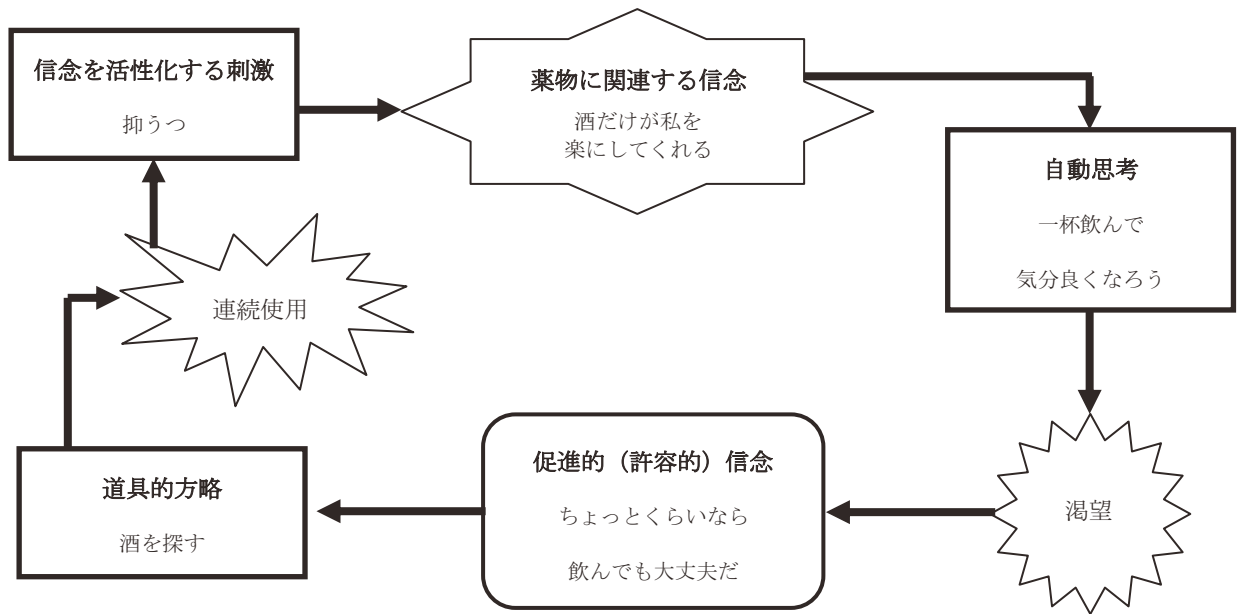 信念を活性化する刺激
抑うつ
薬物に関連する信念
酒だけが私を
楽にしてくれる
自動思考
一杯飲んで
気分良くなろう
渇望
促進的（許容的）信念
ちょっとくらいなら
飲んでも大丈夫だ
道具的方略
酒を探す
連続使用